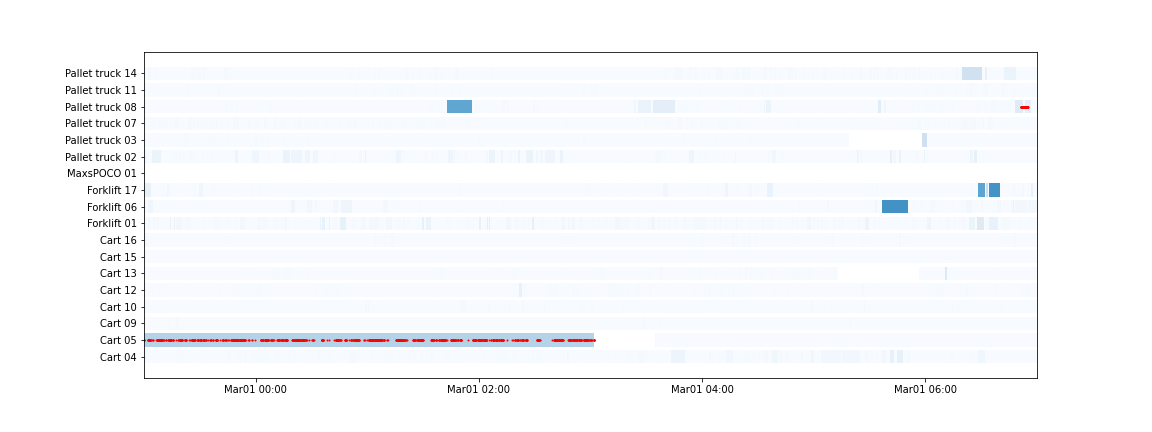 Pallet truck 14
Pallet truck 11
Pallet truck 08
Pallet truck 07
Pallet truck 03
Pallet truck 02
MaxsPOCO 01
Forklift 17
Forklift 06
Forklift 01
Cart 16
Cart 15
Cart 13
Cart 12
Cart 10
Cart 09
Cart 05
Cart 04
Mar01 00:00 Mar01 02:00 Mar01 04:00 Mar01 06:00